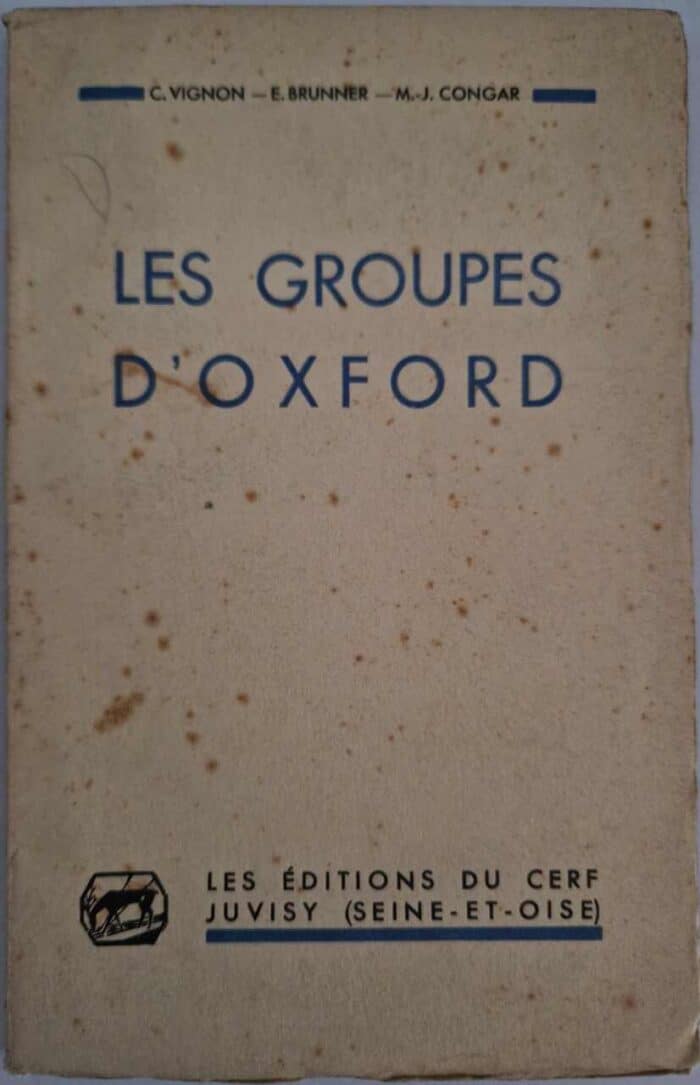 C. VIGNON — E. BRUNNER — M.-J. CONGAR
LES GROUPES
D'OXFORD
LES ÉDITIONS DU CERF
JUVISY (SEINE-ET-OISE)